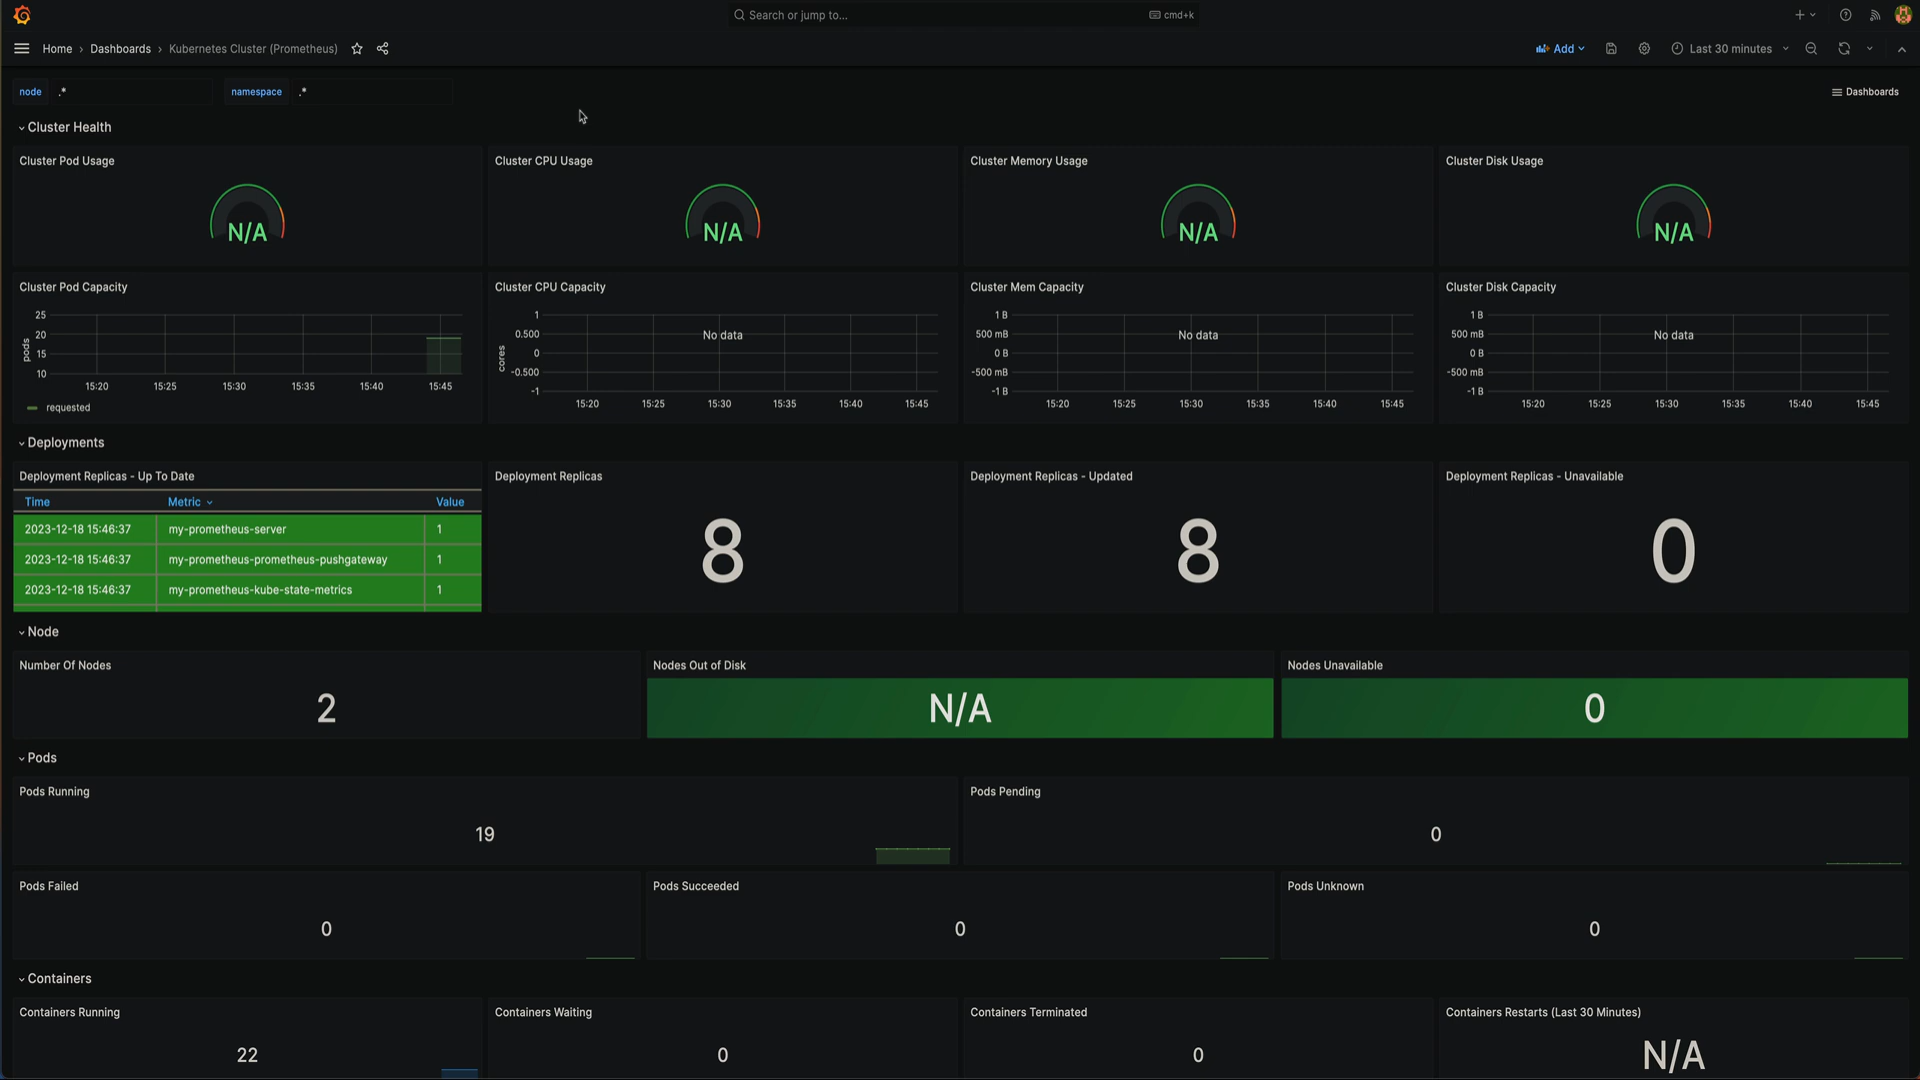 Search or jump to... cmd+k
Home › Dashboards › Kubernetes Cluster (Prometheus)
Add
Last 30 minutes
node .* namespace .*
Dashboards
Cluster Health
Cluster Pod Usage
N/A
Cluster CPU Usage
N/A
Cluster Memory Usage
N/A
Cluster Disk Usage
N/A
Cluster Pod Capacity
pods
25
20
15
10
15:20 15:25 15:30 15:35 15:40 15:45
requested
Cluster CPU Capacity
cores
1
0.500
0
-0.500
-1
No data
15:20 15:25 15:30 15:35 15:40 15:45
Cluster Mem Capacity
1 B
500 mB
0 B
-500 mB
-1 B
No data
15:20 15:25 15:30 15:35 15:40 15:45
Cluster Disk Capacity
1 B
500 mB
0 B
-500 mB
-1 B
No data
15:20 15:25 15:30 15:35 15:40 15:45
Deployments
Deployment Replicas - Up To Date
Time Metric Value
2023-12-18 15:46:37 my-prometheus-server 1
2023-12-18 15:46:37 my-prometheus-prometheus-pushgateway 1
2023-12-18 15:46:37 my-prometheus-kube-state-metrics 1
Deployment Replicas
8
Deployment Replicas - Updated
8
Deployment Replicas - Unavailable
0
Node
Number Of Nodes
2
Nodes Out of Disk
N/A
Nodes Unavailable
0
Pods
Pods Running
19
Pods Pending
0
Pods Failed
0
Pods Succeeded
0
Pods Unknown
0
Containers
Containers Running
22
Containers Waiting
0
Containers Terminated
0
Containers Restarts (Last 30 Minutes)
N/A